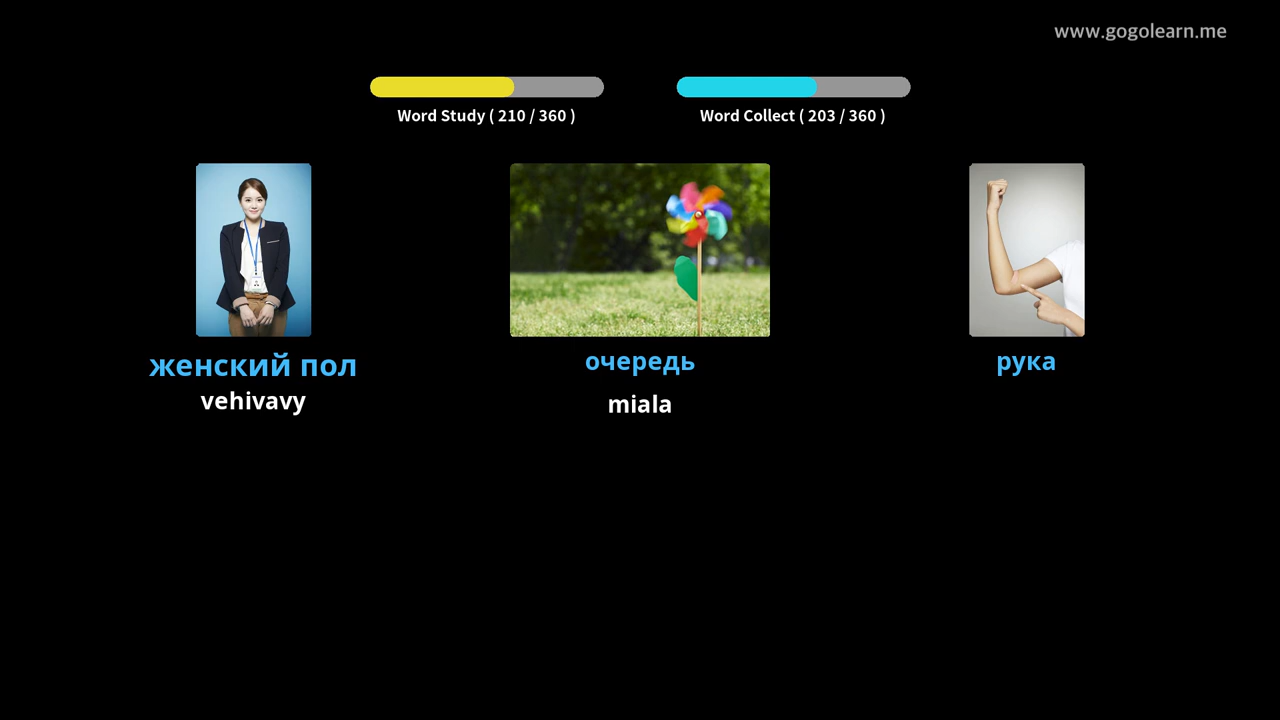 www.gogolearn.me
Word Study ( 210 / 360 )
Word Collect ( 203 / 360 )
женский пол
vehivavy
очередь
miala
рука